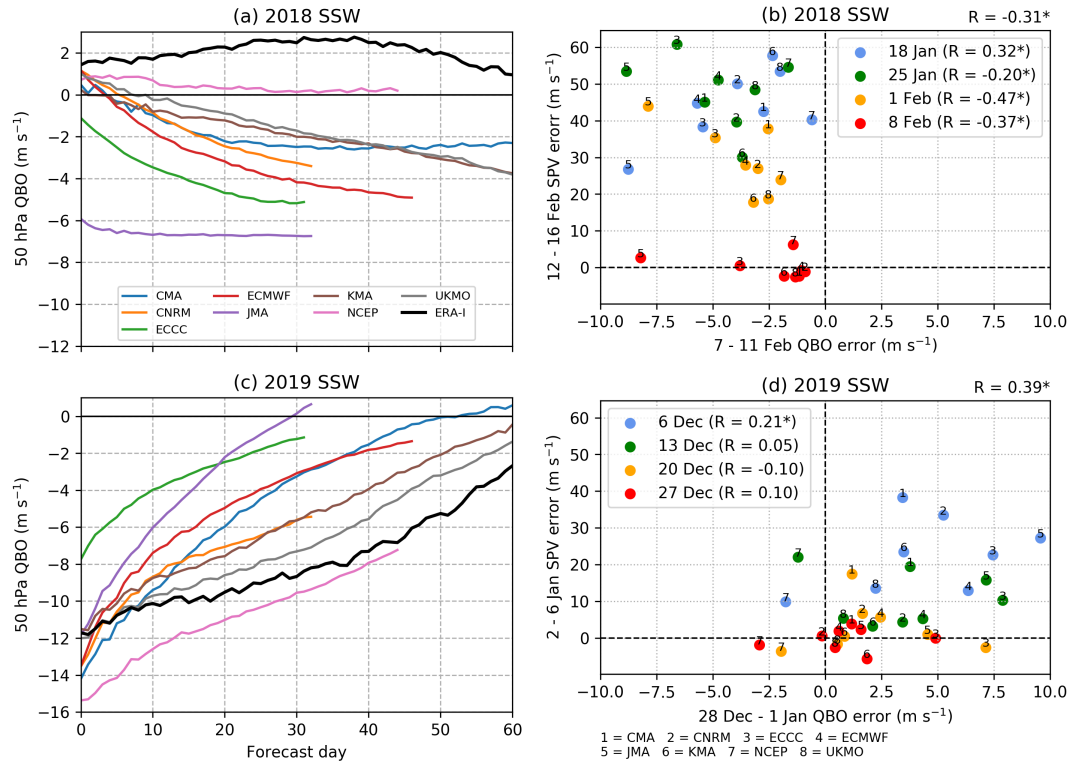 (a) 2018 SSW
50 hPa QBO (m s⁻¹)
2
0
−2
−4
−6
−8
−10
−12
CMA
CNRM
ECCC
ECMWF
JMA
KMA
NCEP
UKMO
ERA-I
(b) 2018 SSW
R = -0.31*
12 - 16 Feb SPV erorr (m s⁻¹)
60
50
40
30
20
10
0
18 Jan (R = 0.32*)
25 Jan (R = -0.20*)
1 Feb (R = -0.47*)
8 Feb (R = -0.37*)
−10.0 −7.5 −5.0 −2.5 0.0 2.5 5.0 7.5 10.0
7 - 11 Feb QBO error (m s⁻¹)
(c) 2019 SSW
50 hPa QBO (m s⁻¹)
0
−2
−4
−6
−8
−10
−12
−14
−16
0 10 20 30 40 50 60
Forecast day
(d) 2019 SSW
R = 0.39*
2 - 6 Jan SPV error (m s⁻¹)
60
50
40
30
20
10
0
6 Dec (R = 0.21*)
13 Dec (R = 0.05)
20 Dec (R = -0.10)
27 Dec (R = 0.10)
−10.0 −7.5 −5.0 −2.5 0.0 2.5 5.0 7.5 10.0
28 Dec - 1 Jan QBO error (m s⁻¹)
1 = CMA 2 = CNRM 3 = ECCC 4 = ECMWF
5 = JMA 6 = KMA 7 = NCEP 8 = UKMO